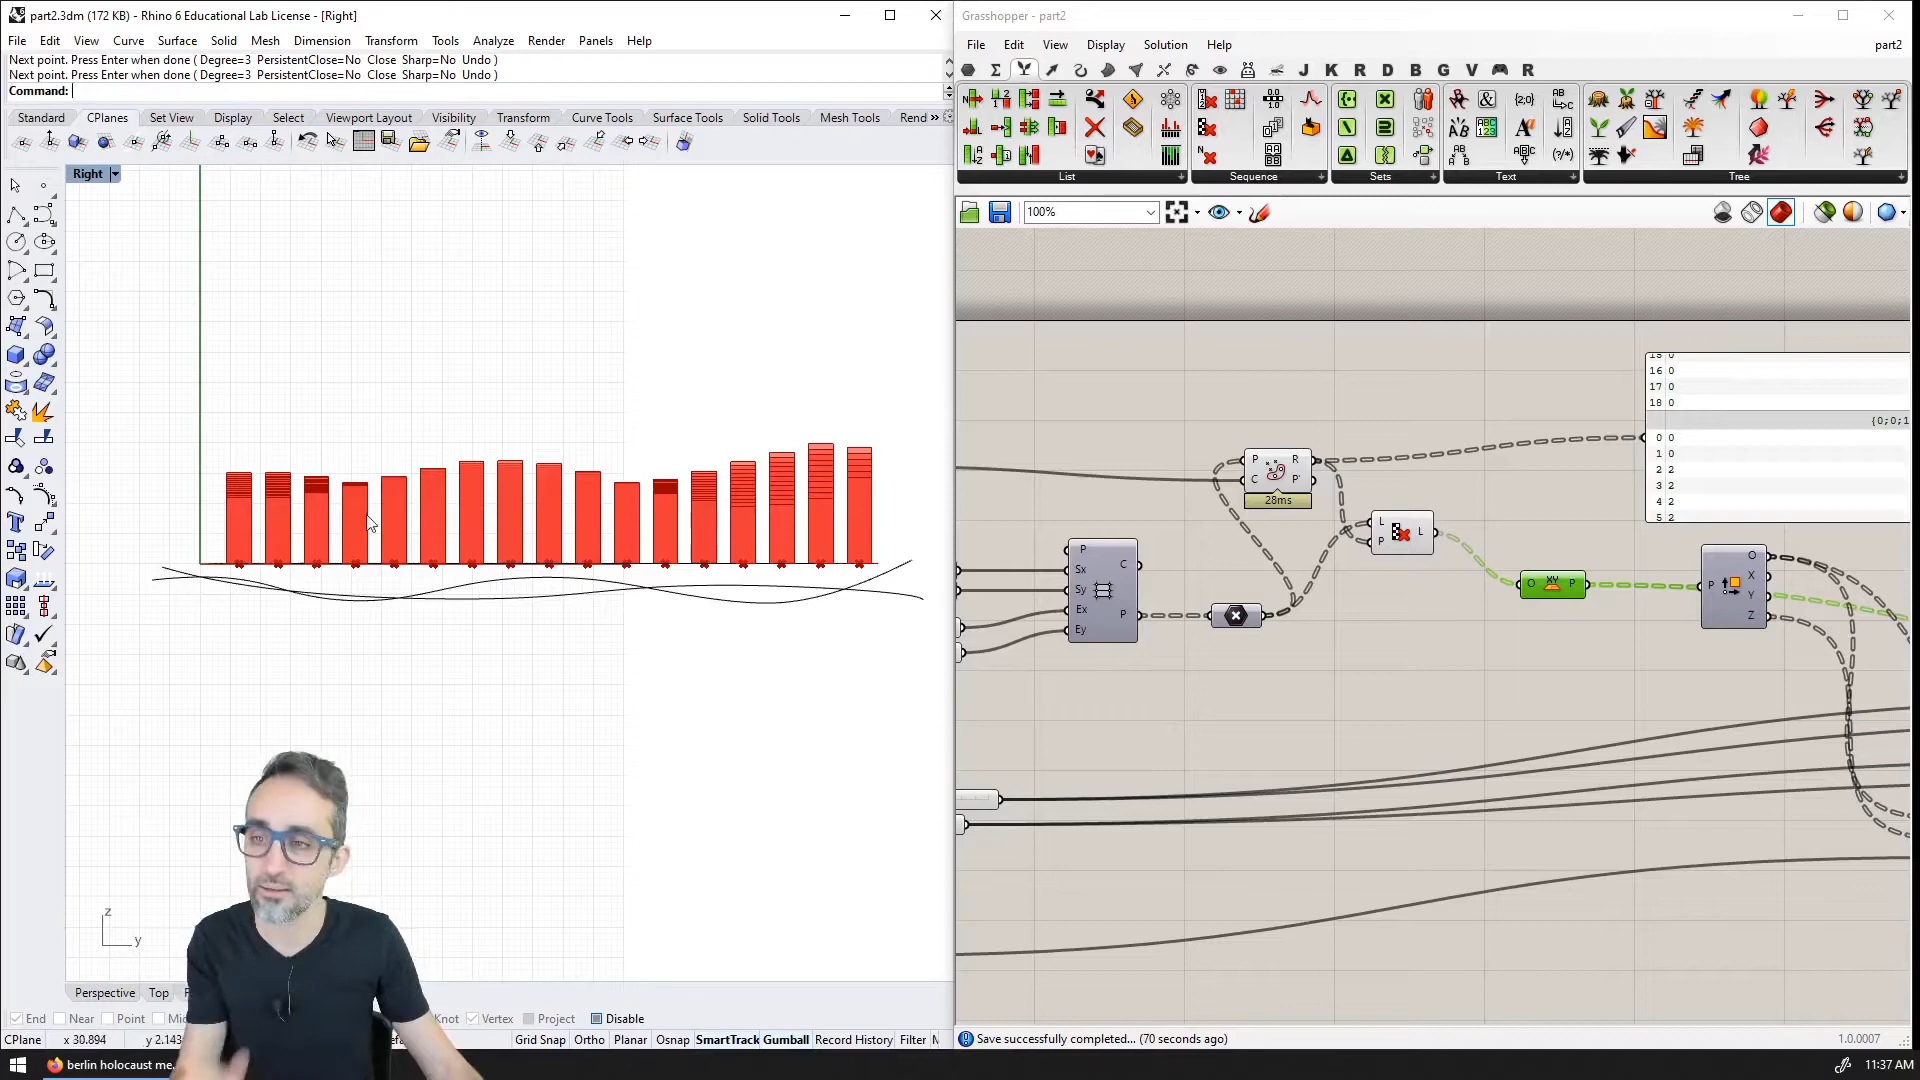 part2.3dm (172 KB) - Rhino 6 Educational Lab License - [Right]
File Edit View Curve Surface Solid Mesh Dimension Transform Tools Analyze Render Panels Help
Next point. Press Enter when done ( Degree=3 PersistentClose=No Close Sharp=No Undo )
Next point. Press Enter when done ( Degree=3 PersistentClose=No Close Sharp=No Undo )
Command:
Standard CPlanes Set View Display Select Viewport Layout Visibility Transform Curve Tools Surface Tools Solid Tools Mesh Tools Rend »
Right
z
y
Perspective Top
End Near Point Knot Vertex Project Disable
CPlane x 30.894 y 2.143 Grid Snap Ortho Planar Osnap SmartTrack Gumball Record History Filter
berlin holocaust me...
Grasshopper - part2
File Edit View Display Solution Help part2
J K R D B G V R
List Sequence Sets Text Tree
100%
16 0
17 0
18 0
{0;0;1
0 0
1 0
2 2
3 2
4 2
5 2
P R
C P'
28ms
L L
P
P
Sx C
Sy
Ex P
Ey
O XY P
O
P X
Y
Z
Save successfully completed... (70 seconds ago) 1.0.0007
11:37 AM